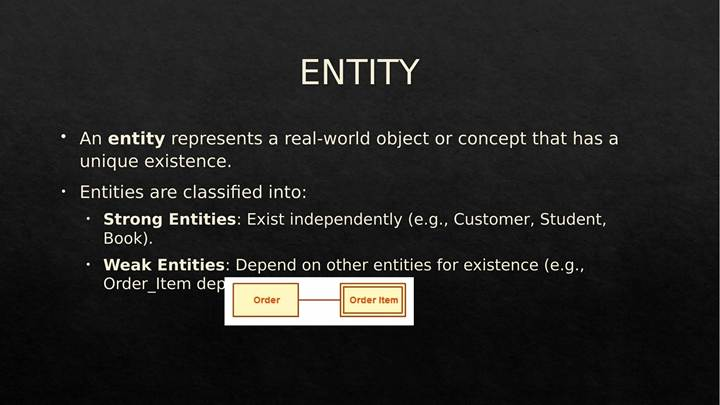 ENTITY
• An entity represents a real-world object or concept that has a
unique existence.
• Entities are classified into:
• Strong Entities: Exist independently (e.g., Customer, Student,
Book).
• Weak Entities: Depend on other entities for existence (e.g.,
Order_Item dep
Order Order Item